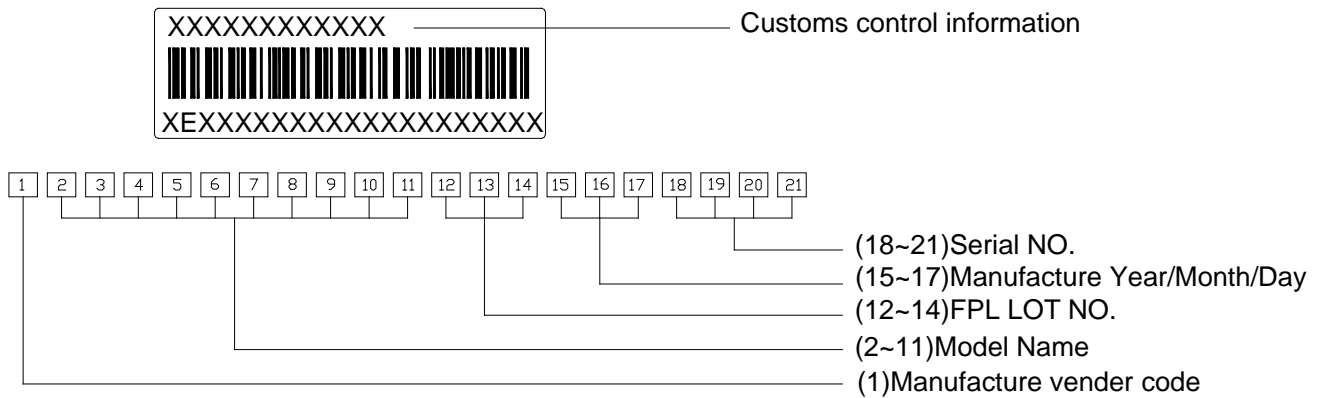 XXXXXXXXXXXX
Customs control information
XEXXXXXXXXXXXXXXXXXXX
1 2 3 4 5 6 7 8 9 10 11 12 13 14 15 16 17 18 19 20 21
(18~21)Serial NO.
(15~17)Manufacture Year/Month/Day
(12~14)FPL LOT NO.
(2~11)Model Name
(1)Manufacture vender code